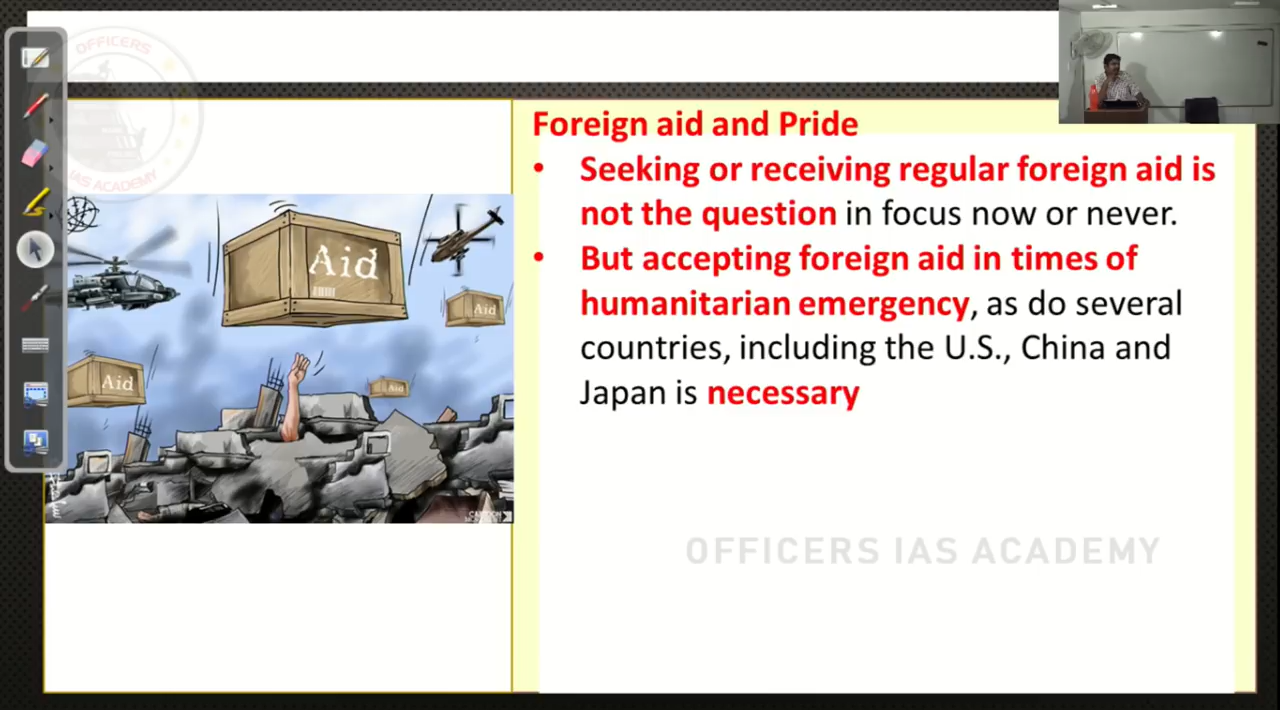 OFFICERS
IAS ACADEMY
Foreign aid and Pride
• Seeking or receiving regular foreign aid is
not the question in focus now or never.
• But accepting foreign aid in times of
humanitarian emergency, as do several
countries, including the U.S., China and
Japan is necessary
Aid
Aid
Aid
Aid
OFFICERS IAS ACADEMY